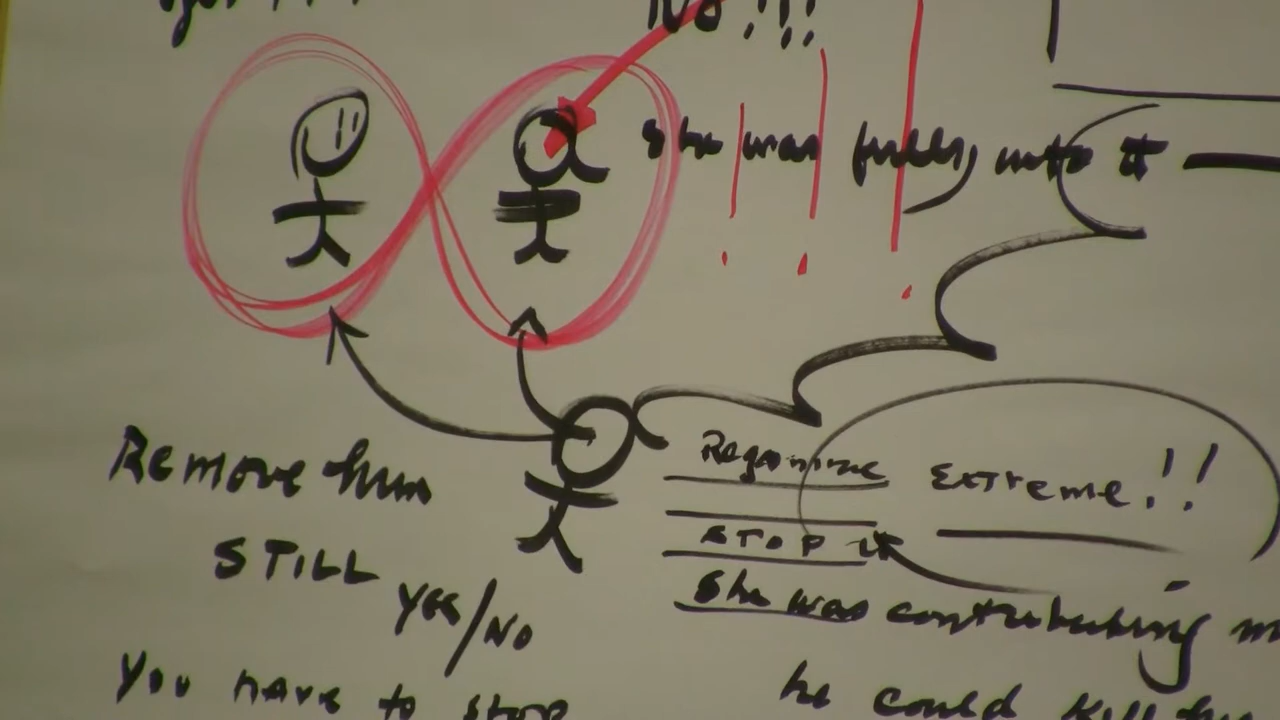 NO!!!
she was fully into it
Recognize
Extreme!!
STOP it
Remove him
STILL
YES/NO
She was contributing
You have to stop
he could kill her